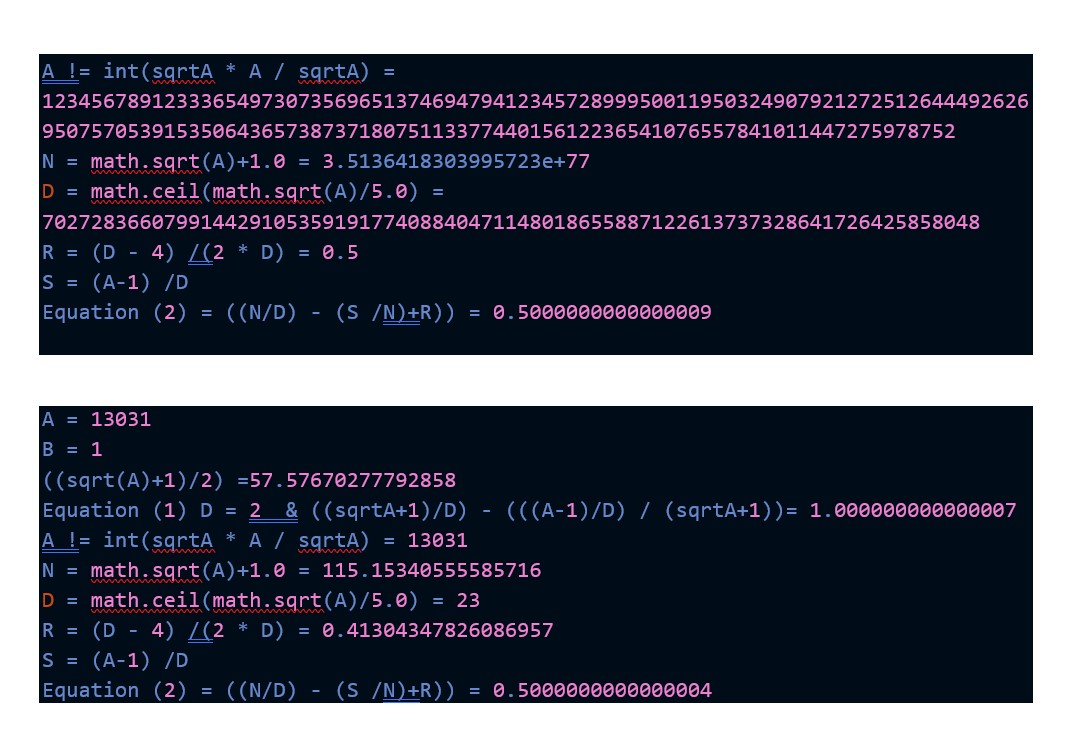 A != int(sqrtA * A / sqrtA) =
123456789123336549730735696513746947941234572899950011950324907921272512644492626
950757053915350643657387371807511337744015612236541076557841011447275978752
N = math.sqrt(A)+1.0 = 3.5136418303995723e+77
D = math.ceil(math.sqrt(A)/5.0) =
70272836607991442910535919177408840471148018655887122613737328641726425858048
R = (D - 4) /(2 * D) = 0.5
S = (A-1) /D
Equation (2) = ((N/D) - (S /N)+R)) = 0.5000000000000009
A = 13031
B = 1
((sqrt(A)+1)/2) =57.57670277792858
Equation (1) D = 2  & ((sqrtA+1)/D) - (((A-1)/D) / (sqrtA+1))= 1.000000000000007
A != int(sqrtA * A / sqrtA) = 13031
N = math.sqrt(A)+1.0 = 115.15340555585716
D = math.ceil(math.sqrt(A)/5.0) = 23
R = (D - 4) /(2 * D) = 0.41304347826086957
S = (A-1) /D
Equation (2) = ((N/D) - (S /N)+R)) = 0.5000000000000004